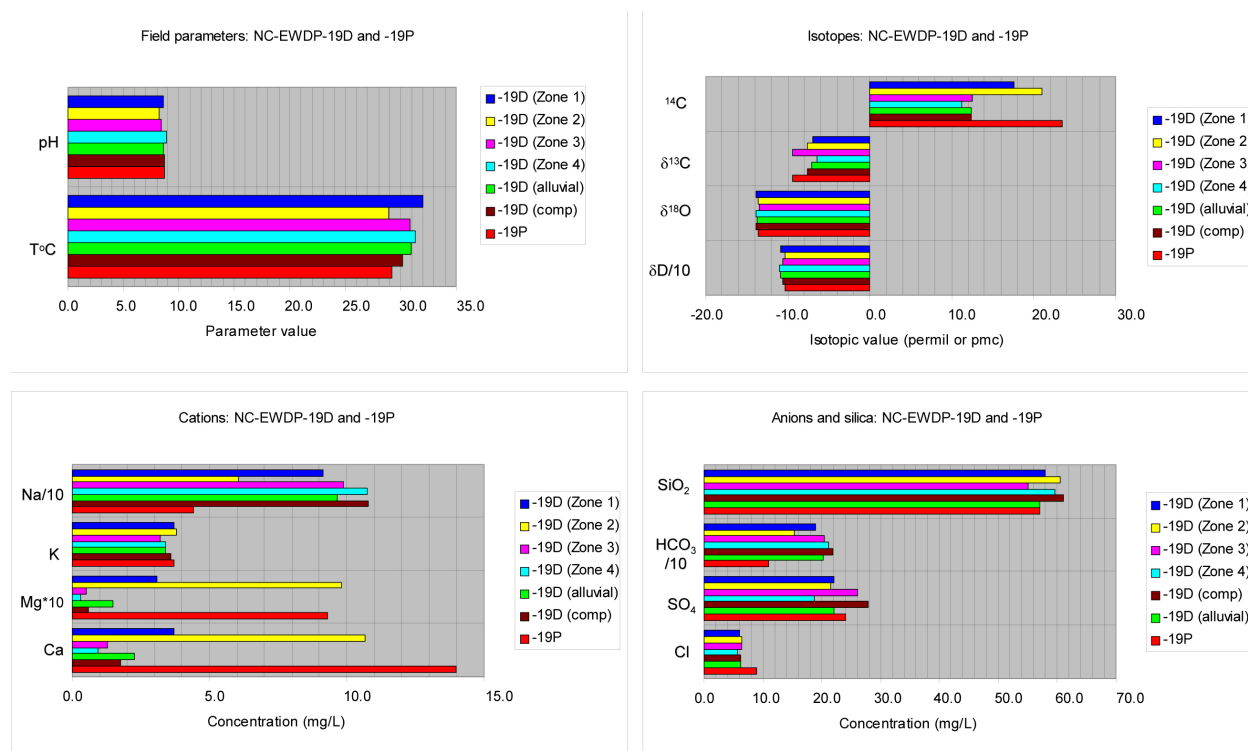 Field parameters: NC-EWDP-19D and -19P
pH
TºC
0.0 5.0 10.0 15.0 20.0 25.0 30.0 35.0
Parameter value
-19D (Zone 1)
-19D (Zone 2)
-19D (Zone 3)
-19D (Zone 4)
-19D (alluvial)
-19D (comp)
-19P
Isotopes: NC-EWDP-19D and -19P
¹⁴C
δ¹³C
δ¹⁸O
δD/10
-20.0 -10.0 0.0 10.0 20.0 30.0
Isotopic value (permil or pmc)
-19D (Zone 1
-19D (Zone 2
-19D (Zone 3
-19D (Zone 4
-19D (alluvial)
-19D (comp)
-19P
Cations: NC-EWDP-19D and -19P
Na/10
K
Mg*10
Ca
0.0 5.0 10.0 15.0
Concentration (mg/L)
-19D (Zone 1)
-19D (Zone 2)
-19D (Zone 3)
-19D (Zone 4)
-19D (alluvial)
-19D (comp)
-19P
Anions and silica: NC-EWDP-19D and -19P
SiO₂
HCO₃
/10
SO₄
Cl
0.0 10.0 20.0 30.0 40.0 50.0 60.0 70.0
Concentration (mg/L)
-19D (Zone 1)
-19D (Zone 2)
-19D (Zone 3)
-19D (Zone 4)
-19D (comp)
-19D (alluvial)
-19P